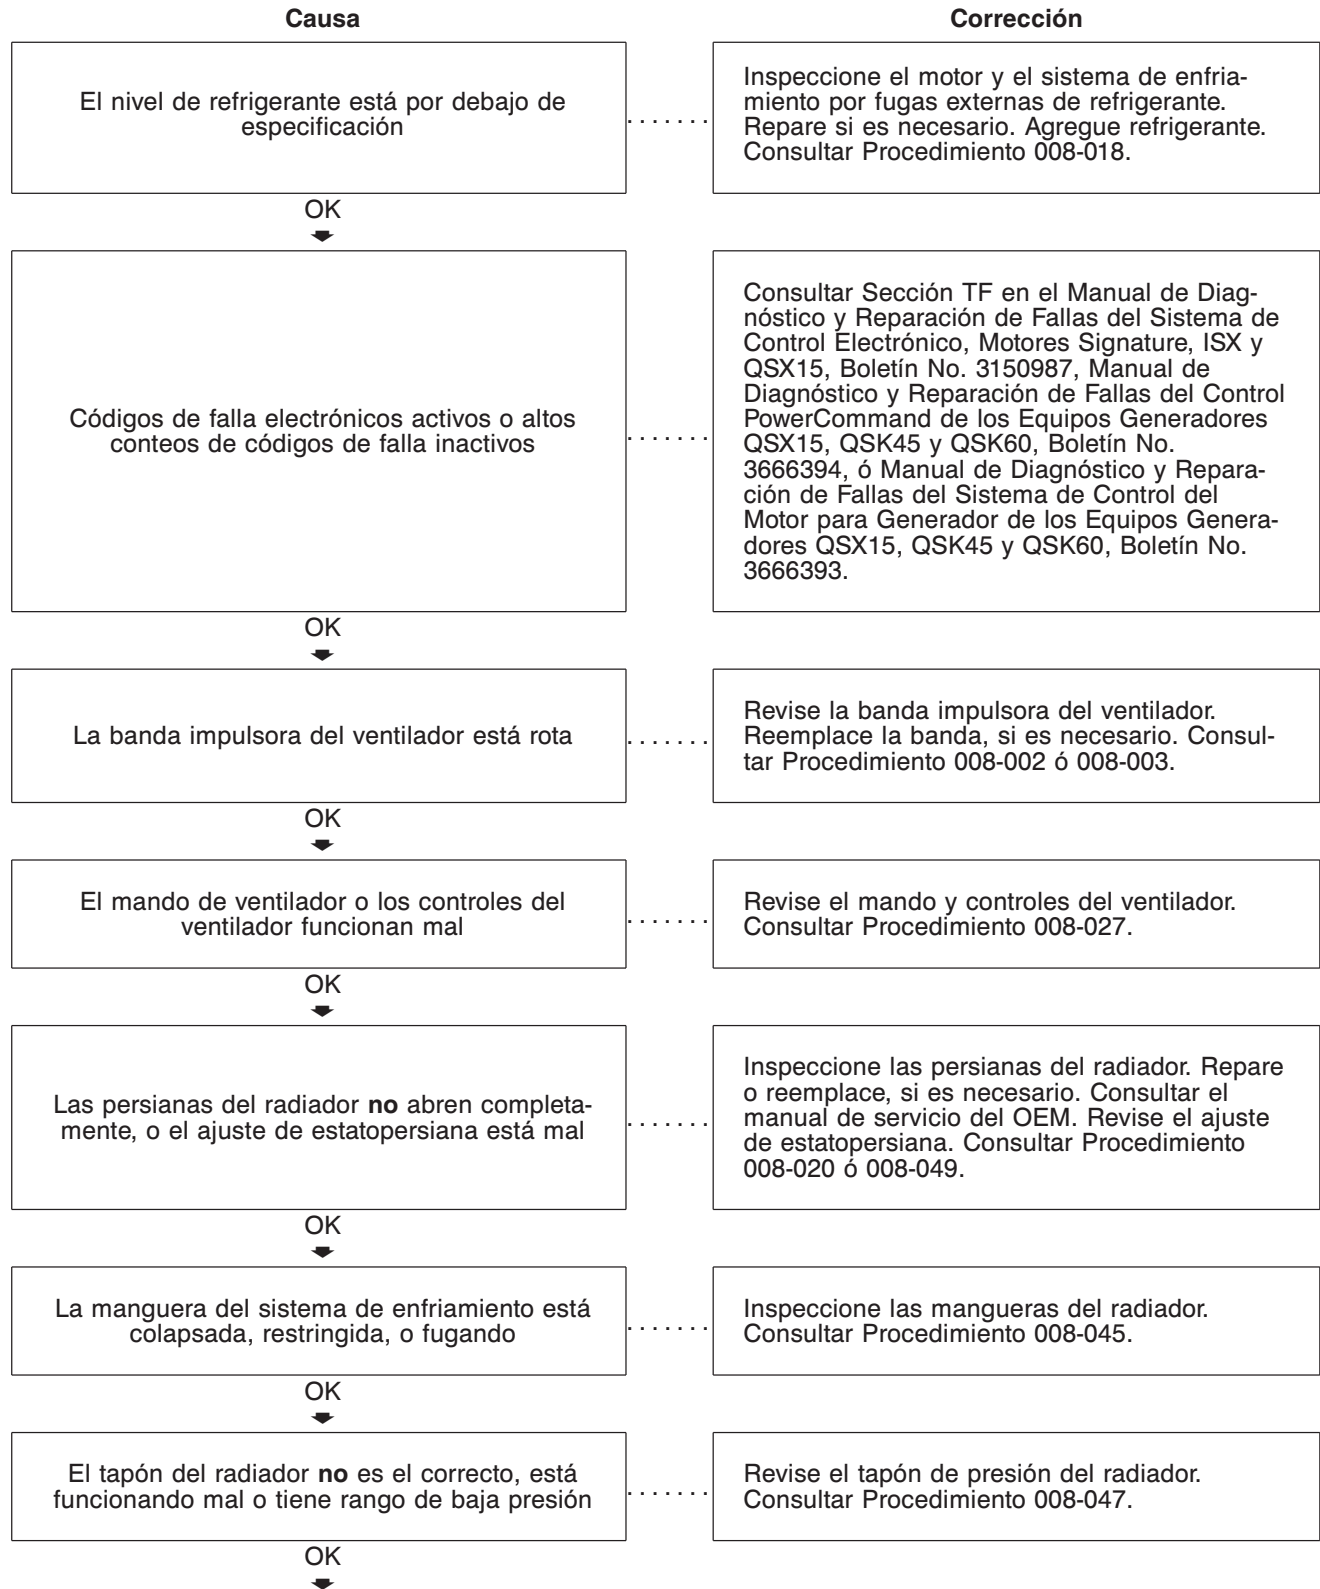 Causa
Corrección
El nivel de refrigerante está por debajo de
especificación
.......
Inspeccione el motor y el sistema de enfria-
miento por fugas externas de refrigerante.
Repare si es necesario. Agregue refrigerante.
Consultar Procedimiento 008-018.
OK
Códigos de falla electrónicos activos o altos
conteos de códigos de falla inactivos
.......
Consultar Sección TF en el Manual de Diag-
nóstico y Reparación de Fallas del Sistema de
Control Electrónico, Motores Signature, ISX y
QSX15, Boletín No. 3150987, Manual de
Diagnóstico y Reparación de Fallas del Control
PowerCommand de los Equipos Generadores
QSX15, QSK45 y QSK60, Boletín No.
3666394, ó Manual de Diagnóstico y Repara-
ción de Fallas del Sistema de Control del
Motor para Generador de los Equipos Genera-
dores QSX15, QSK45 y QSK60, Boletín No.
3666393.
OK
La banda impulsora del ventilador está rota
.......
Revise la banda impulsora del ventilador.
Reemplace la banda, si es necesario. Consul-
tar Procedimiento 008-002 ó 008-003.
OK
El mando de ventilador o los controles del
ventilador funcionan mal
.......
Revise el mando y controles del ventilador.
Consultar Procedimiento 008-027.
OK
Las persianas del radiador no abren completa-
mente, o el ajuste de estatopersiana está mal
.......
Inspeccione las persianas del radiador. Repare
o reemplace, si es necesario. Consultar el
manual de servicio del OEM. Revise el ajuste
de estatopersiana. Consultar Procedimiento
008-020 ó 008-049.
OK
La manguera del sistema de enfriamiento está
colapsada, restringida, o fugando
.......
Inspeccione las mangueras del radiador.
Consultar Procedimiento 008-045.
OK
El tapón del radiador no es el correcto, está
funcionando mal o tiene rango de baja presión
.......
Revise el tapón de presión del radiador.
Consultar Procedimiento 008-047.
OK